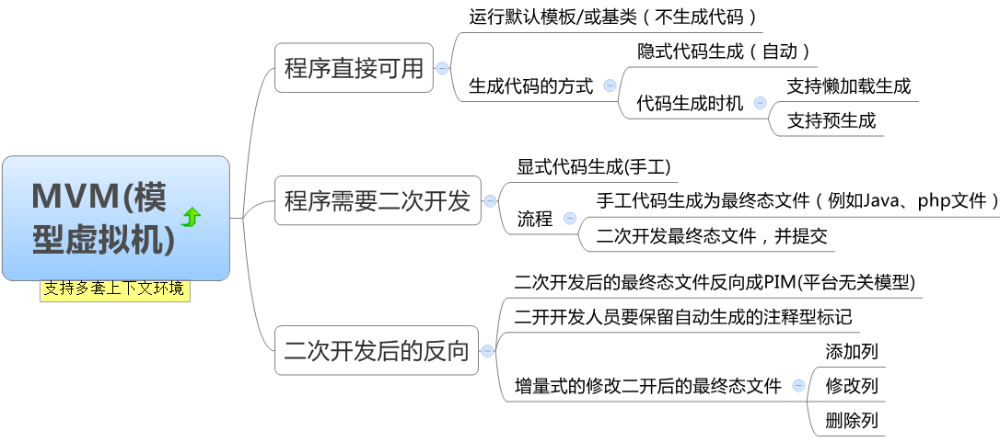 MVM(模
型虚拟机)
支持多套上下文环境
程序直接可用
运行默认模板/或基类（不生成代码）
生成代码的方式
隐式代码生成（自动）
代码生成时机
支持懒加载生成
支持预生成
程序需要二次开发
显式代码生成(手工)
流程
手工代码生成为最终态文件（例如Java、php文件）
二次开发最终态文件，并提交
二次开发后的反向
二次开发后的最终态文件反向成PIM(平台无关模型)
二开开发人员要保留自动生成的注释型标记
增量式的修改二开后的最终态文件
添加列
修改列
删除列